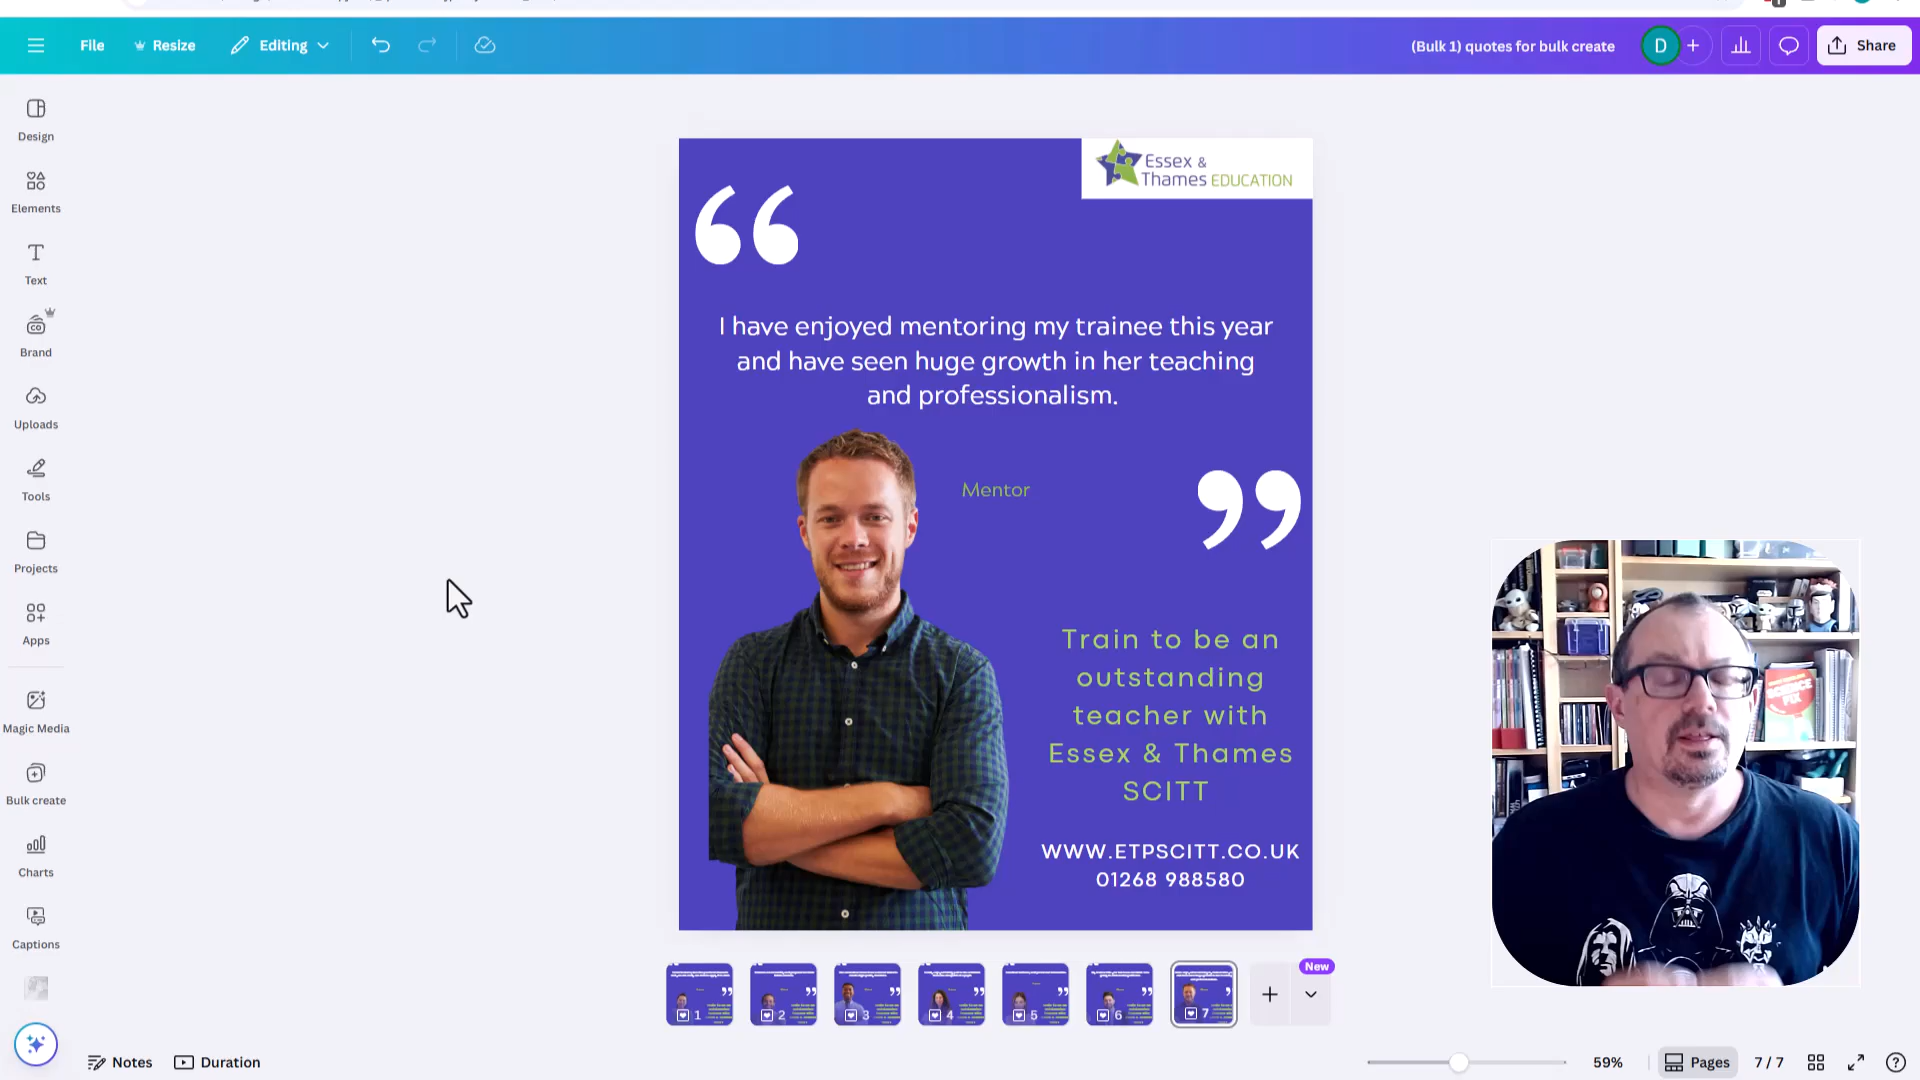 File
Resize
Editing
(Bulk 1) quotes for bulk create
D
Share
Design
Elements
Text
Brand
Uploads
Tools
Projects
Apps
Magic Media
Bulk create
Charts
Captions
Essex &
Thames EDUCATION
I have enjoyed mentoring my trainee this year
and have seen huge growth in her teaching
and professionalism.
Mentor
Train to be an
outstanding
teacher with
Essex & Thames
SCITT
WWW.ETPSCITT.CO.UK
01268 988580
SCIENCE
FIX
1
2
3
4
5
6
7
New
Notes
Duration
59%
Pages
7 / 7